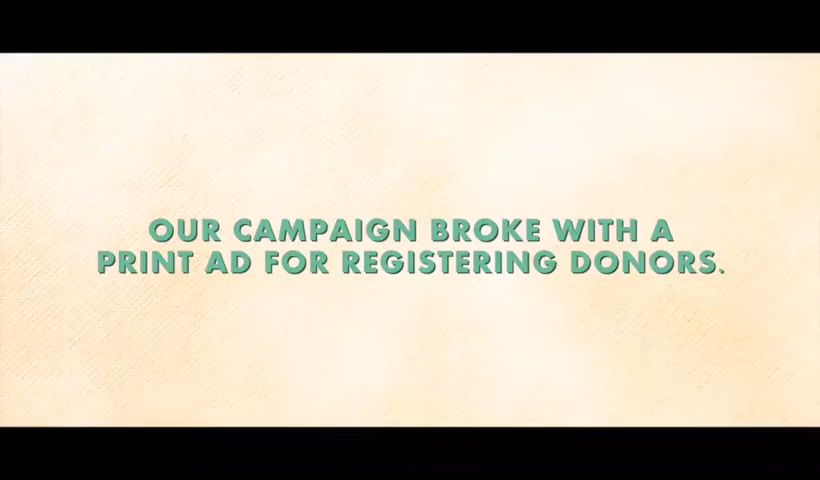 OUR CAMPAIGN BROKE WITH A
PRINT AD FOR REGISTERING DONORS.